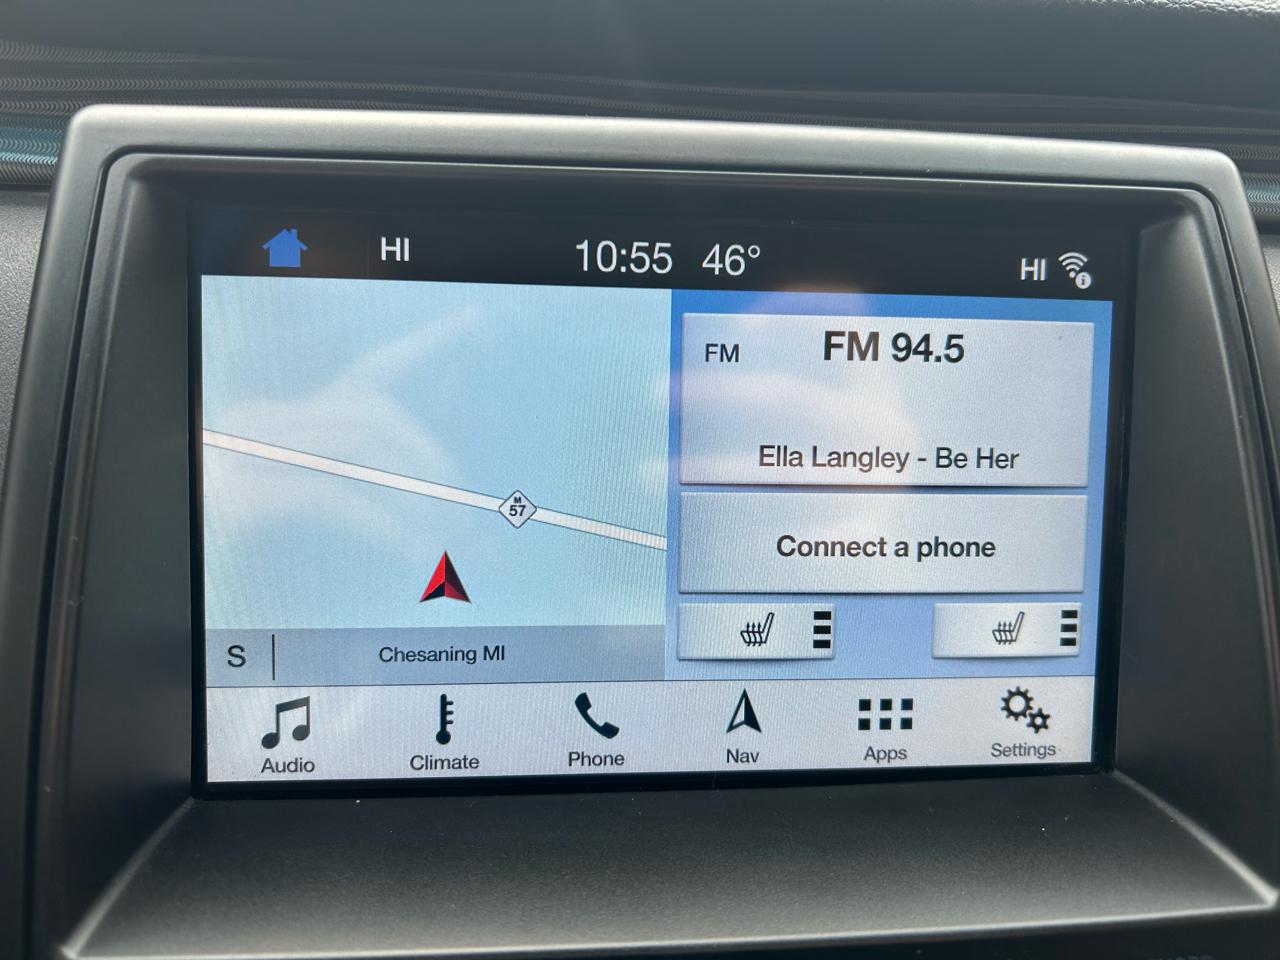 HI 10:55 46° HI
FM FM 94.5
Ella Langley - Be Her
M
57
Connect a phone
S Chesaning MI
Audio Climate Phone Nav Apps Settings